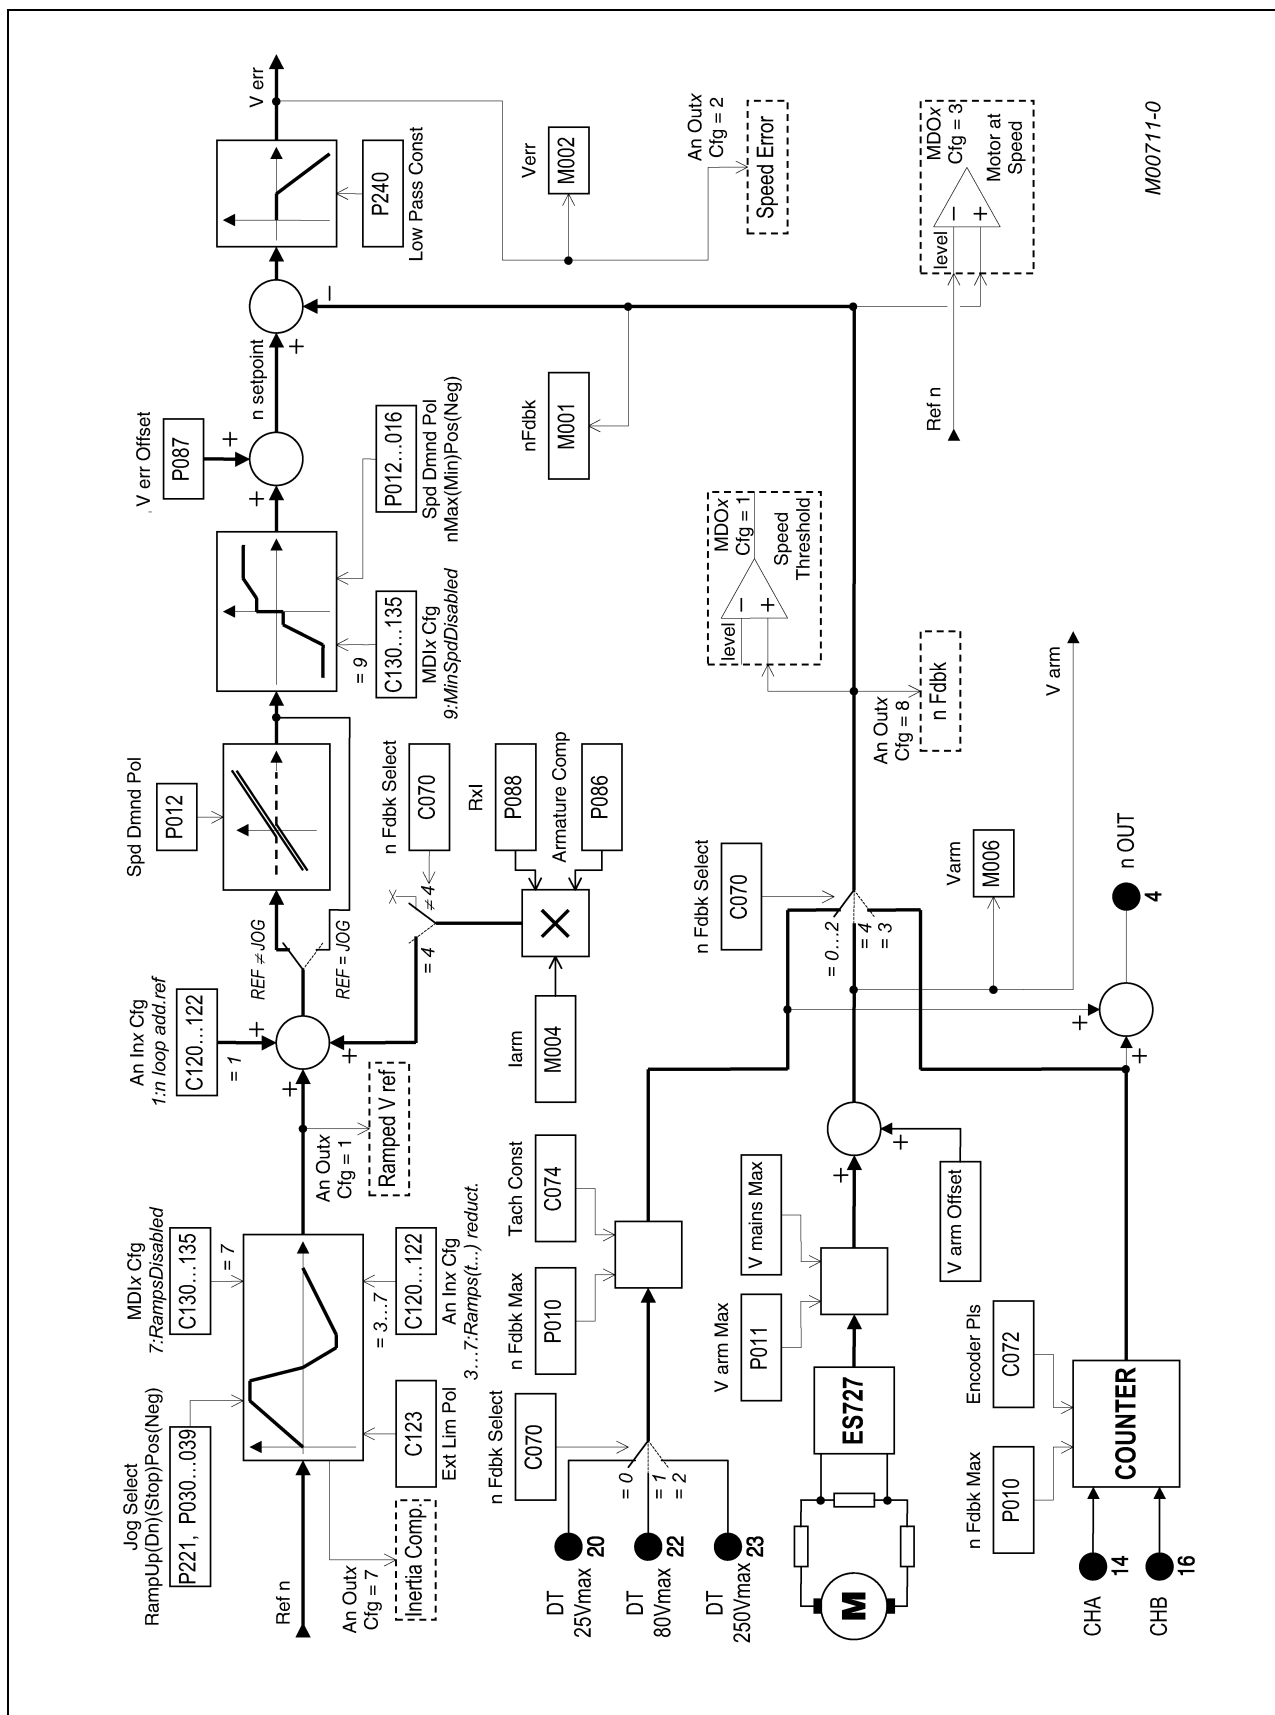 Jog Select
RampUp(Dn)(Stop)Pos(Neg)
P221, P030...039
MDIx Cfg
7:RampsDisabled
C130...135
= 7
Ref n
An Outx
Cfg = 7
Inertia Comp.
C123
Ext Lim Pol
= 3...7
C120...122
An Inx Cfg
3...7:Ramps(t...) reduct.
An Outx
Cfg = 1
Ramped V ref
An Inx Cfg
1:n loop add.ref
C120...122
= 1
+
+
+
REF ≠ JOG
REF = JOG
Spd Dmnd Pol
P012
= 9
C130...135
MDIx Cfg
9:MinSpdDisabled
P012...016
Spd Dmnd Pol
nMax(Min)Pos(Neg)
V err Offset
P087
+
+
n setpoint
+
−
P240
Low Pass Const
V err
= 4
≠ 4
n Fdbk Select
C070
Iarm
M004
RxI
P088
Armature Comp
P086
nFdbk
M001
Verr
M002
An Outx
Cfg = 2
Speed Error
n Fdbk Select
C070
= 0
= 1
= 2
DT
25Vmax
20
DT
80Vmax
22
DT
250Vmax
23
n Fdbk Max
P010
Tach Const
C074
n Fdbk Select
C070
= 0...2
= 4
= 3
MDOx
Cfg = 1
level
−
+
Speed
Threshold
An Outx
Cfg = 8
n Fdbk
Ref n
MDOx
Cfg = 3
level
−
+
Motor at
Speed
M
ES727
V arm Max
P011
V mains Max
+
+
V arm Offset
Varm
M006
V arm
CHA
14
CHB
16
n Fdbk Max
P010
Encoder Pls
C072
COUNTER
+
+
4
n OUT
M00711-0